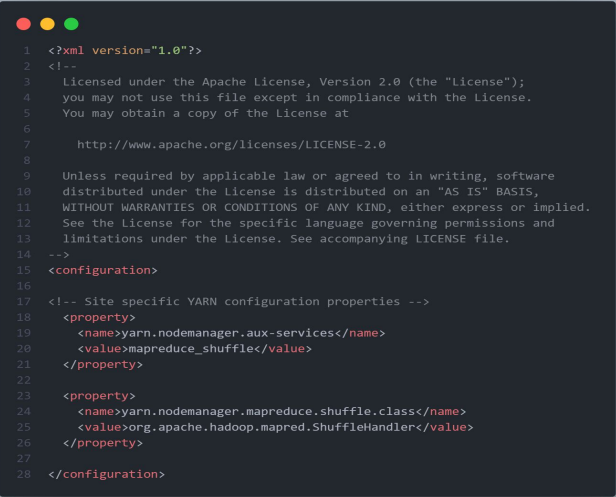 1 <?xml version="1.0"?>
2 <!--
3 Licensed under the Apache License, Version 2.0 (the "License");
4 you may not use this file except in compliance with the License.
5 You may obtain a copy of the License at
6
7 http://www.apache.org/licenses/LICENSE-2.0
8
9 Unless required by applicable law or agreed to in writing, software
10 distributed under the License is distributed on an "AS IS" BASIS,
11 WITHOUT WARRANTIES OR CONDITIONS OF ANY KIND, either express or implied.
12 See the License for the specific language governing permissions and
13 limitations under the License. See accompanying LICENSE file.
14 -->
15 <configuration>
16
17 <!-- Site specific YARN configuration properties -->
18 <property>
19 <name>yarn.nodemanager.aux-services</name>
20 <value>mapreduce_shuffle</value>
21 </property>
22
23 <property>
24 <name>yarn.nodemanager.mapreduce.shuffle.class</name>
25 <value>org.apache.hadoop.mapred.ShuffleHandler</value>
26 </property>
27
28 </configuration>